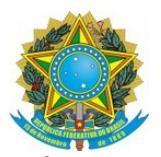 REPÚBLICA FEDERATIVA DO BRASIL
15 de Novembro de 1889